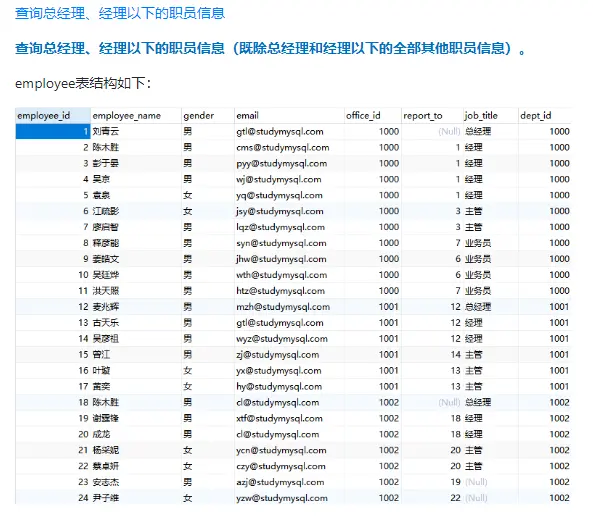 查询总经理、经理以下的职员信息
查询总经理、经理以下的职员信息（既除总经理和经理以下的全部其他职员信息）。
employee表结构如下：
employee_id employee_name gender email office_id report_to job_title dept_id
1 刘青云 男 gtl@studymysql.com 1000 (Null) 总经理 1000
2 陈木胜 男 cms@studymysql.com 1000 1 经理 1000
3 彭于晏 男 pyy@studymysql.com 1000 1 经理 1000
4 吴京 男 wj@studymysql.com 1000 1 经理 1000
5 袁泉 女 yq@studymysql.com 1000 1 经理 1000
6 江疏影 女 jsy@studymysql.com 1000 3 主管 1000
7 廖启智 男 lqz@studymysql.com 1000 3 主管 1000
8 释彦能 男 syn@studymysql.com 1000 7 业务员 1000
9 姜皓文 男 jhw@studymysql.com 1000 6 业务员 1000
10 吴廷烨 男 wth@studymysql.com 1000 6 业务员 1000
11 洪天照 男 htz@studymysql.com 1000 7 业务员 1000
12 麦兆辉 男 mzh@studymysql.com 1001 12 总经理 1001
13 古天乐 男 gtl@studymysql.com 1001 12 经理 1001
14 吴彦祖 男 wyz@studymysql.com 1001 12 经理 1001
15 曾江 男 zj@studymysql.com 1001 14 主管 1001
16 叶璇 女 yx@studymysql.com 1001 13 主管 1001
17 黄奕 女 hy@studymysql.com 1001 13 主管 1001
18 陈木胜 男 cl@studymysql.com 1002 (Null) 总经理 1002
19 谢霆锋 男 xtf@studymysql.com 1002 18 经理 1002
20 成龙 男 cl@studymysql.com 1002 18 经理 1002
21 杨采妮 女 ycn@studymysql.com 1002 20 主管 1002
22 蔡卓妍 女 czy@studymysql.com 1002 20 主管 1002
23 安志杰 男 azj@studymysql.com 1002 19 (Null) 1002
24 尹子维 女 yzw@studymysql.com 1002 22 (Null) 1002